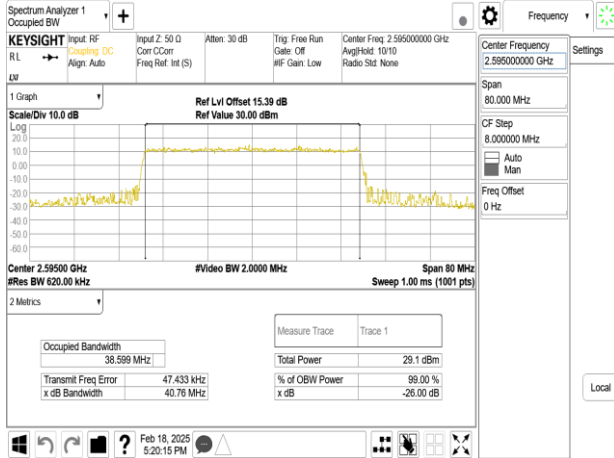 Spectrum Analyzer 1
Occupied BW
Frequency
KEYSIGHT
RL
Input: RF
Coupling: DC
Align: Auto
Input Z: 50 Ω
Corr CCorr
Freq Ref: Int (S)
Atten: 30 dB
Trig: Free Run
Gate: Off
#IF Gain: Low
Center Freq: 2.595000000 GHz
Avg|Hold: 10/10
Radio Std: None
Center Frequency
2.595000000 GHz
Settings
Span
80.000 MHz
CF Step
8.000000 MHz
Auto
Man
Freq Offset
0 Hz
Local
1 Graph
Scale/Div 10.0 dB
Ref Lvl Offset 15.39 dB
Ref Value 30.00 dBm
Log
20.0
10.0
0.00
-10.0
-20.0
-30.0
-40.0
-50.0
-60.0
Center 2.59500 GHz
#Res BW 620.00 kHz
#Video BW 2.0000 MHz
Span 80 MHz
Sweep 1.00 ms (1001 pts)
2 Metrics
Measure Trace
Trace 1
Occupied Bandwidth
38.599 MHz
Total Power
29.1 dBm
Transmit Freq Error
47.433 kHz
% of OBW Power
99.00 %
x dB Bandwidth
40.76 MHz
x dB
-26.00 dB
Feb 18, 2025
5:20:15 PM